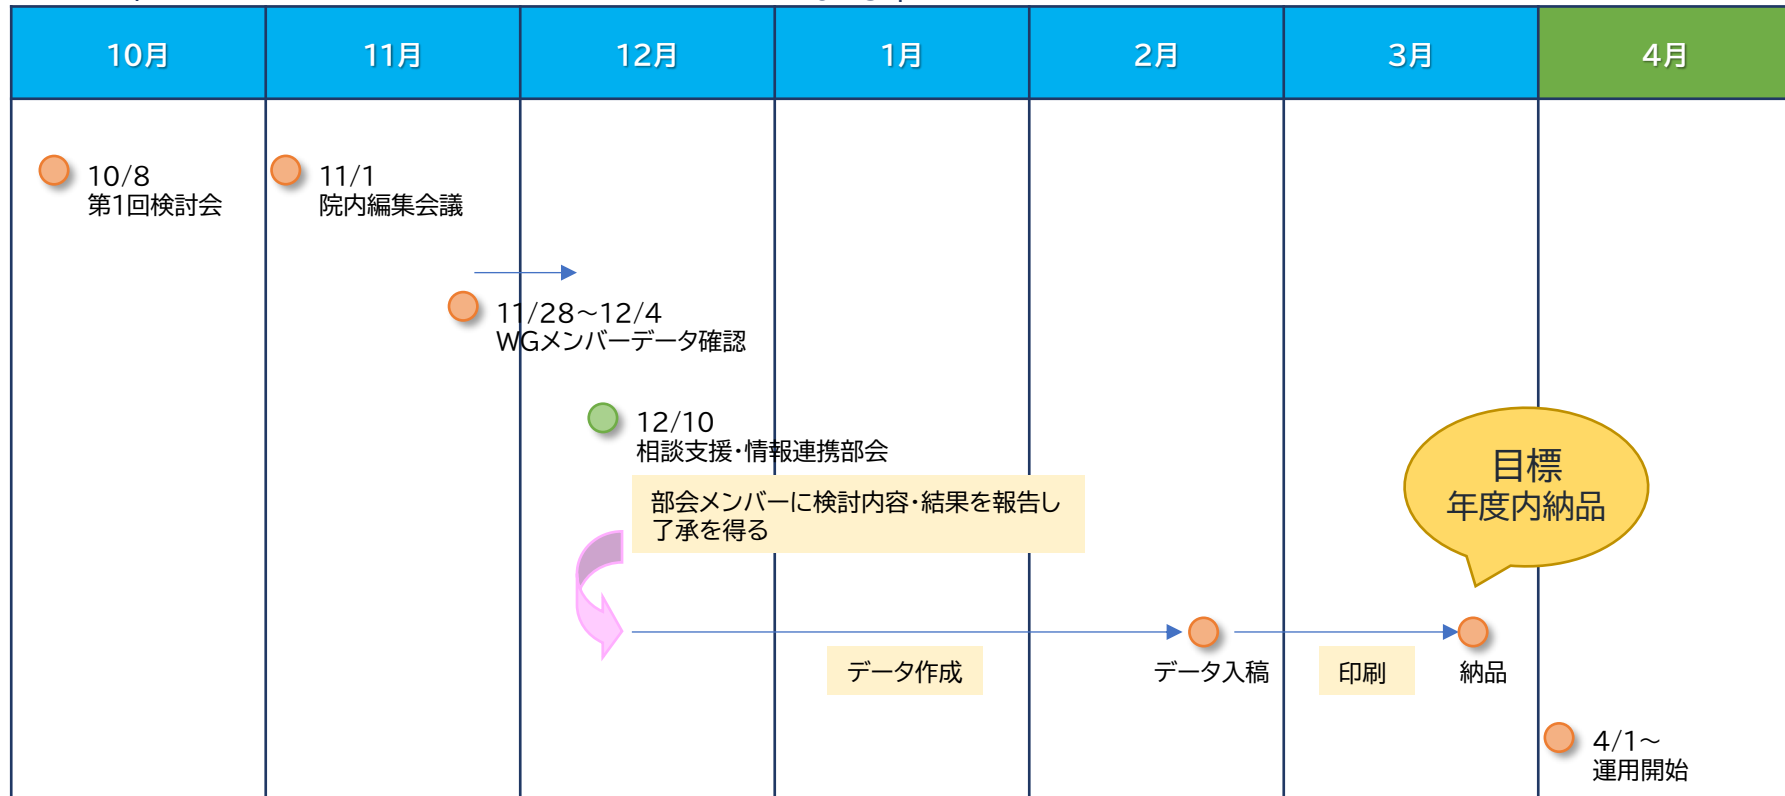 10月
11月
12月
1月
2月
3月
4月
10/8
第1回検討会
11/1
院内編集会議
11/28～12/4
WGメンバーデータ確認
12/10
相談支援・情報連携部会
部会メンバーに検討内容・結果を報告し
了承を得る
目標
年度内納品
データ作成
データ入稿
印刷
納品
4/1～
運用開始